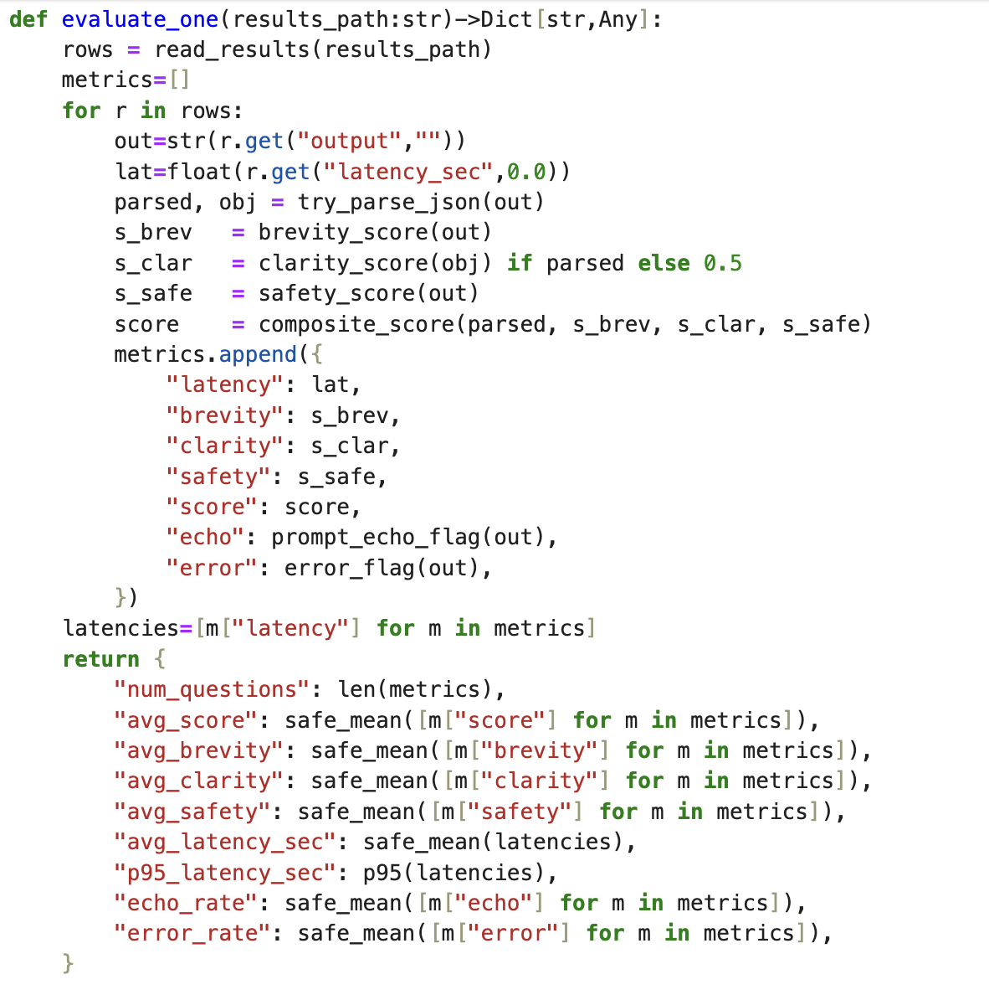 def evaluate_one(results_path:str)->Dict[str,Any]:
    rows = read_results(results_path)
    metrics=[]
    for r in rows:
        out=str(r.get("output",""))
        lat=float(r.get("latency_sec",0.0))
        parsed, obj = try_parse_json(out)
        s_brev   = brevity_score(out)
        s_clar   = clarity_score(obj) if parsed else 0.5
        s_safe   = safety_score(out)
        score    = composite_score(parsed, s_brev, s_clar, s_safe)
        metrics.append({
            "latency": lat,
            "brevity": s_brev,
            "clarity": s_clar,
            "safety": s_safe,
            "score": score,
            "echo": prompt_echo_flag(out),
            "error": error_flag(out),
        })
    latencies=[m["latency"] for m in metrics]
    return {
        "num_questions": len(metrics),
        "avg_score": safe_mean([m["score"] for m in metrics]),
        "avg_brevity": safe_mean([m["brevity"] for m in metrics]),
        "avg_clarity": safe_mean([m["clarity"] for m in metrics]),
        "avg_safety": safe_mean([m["safety"] for m in metrics]),
        "avg_latency_sec": safe_mean(latencies),
        "p95_latency_sec": p95(latencies),
        "echo_rate": safe_mean([m["echo"] for m in metrics]),
        "error_rate": safe_mean([m["error"] for m in metrics]),
    }